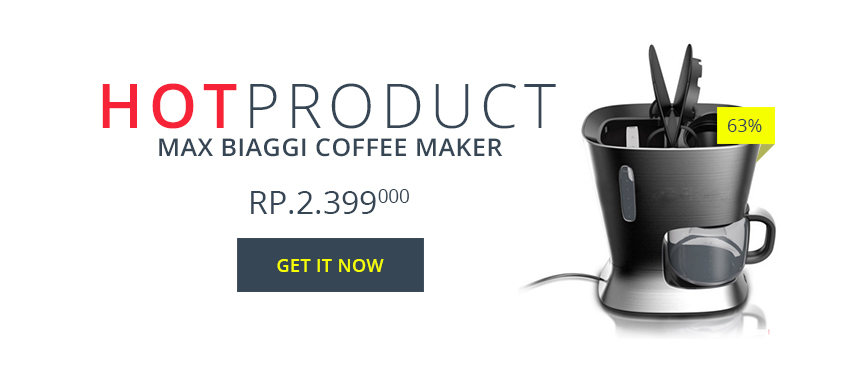 HOTPRODUCT
MAX BIAGGI COFFEE MAKER
RP.2.399000
GET IT NOW
63%